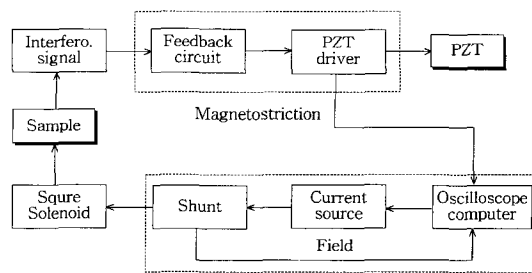 Interfero.
signal
Feedback
circuit
PZT
driver
PZT
Magnetostriction
Sample
Squre
Solenoid
Shunt
Current
source
Oscilloscope
computer
Field